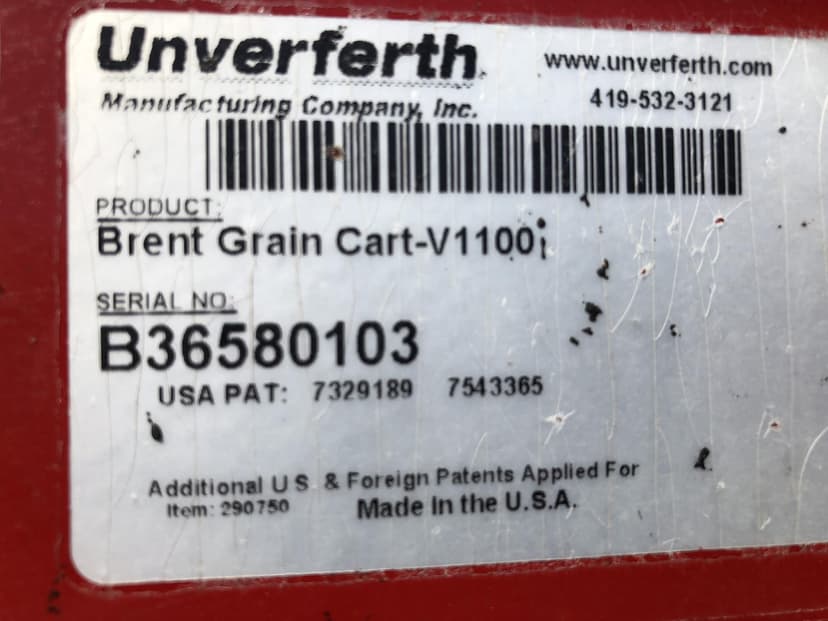 Unverferth
www.unverferth.com
Manufacturing Company, Inc.
419-532-3121
PRODUCT:
Brent Grain Cart-V1100
SERIAL NO:
B36580103
USA PAT: 7329189 7543365
Additional U S & Foreign Patents Applied For
Item: 290750 Made In the U.S.A.